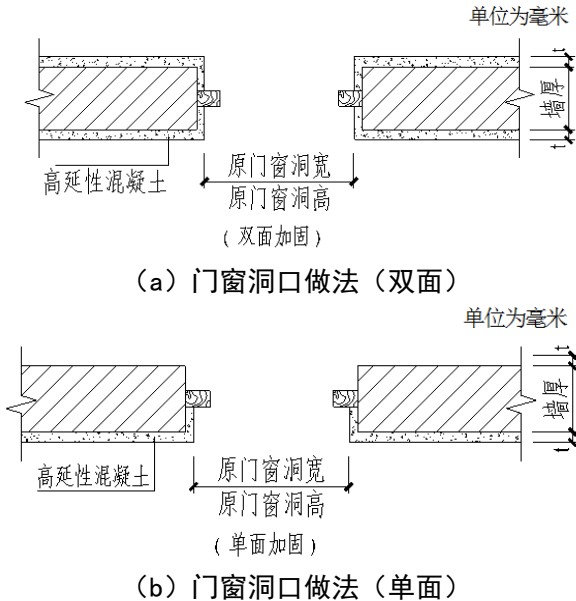 单位为毫米
t
墙厚
t
高延性混凝土
原门窗洞宽
原门窗洞高
(双面加固)
(a) 门窗洞口做法(双面)
单位为毫米
t
墙厚
t
高延性混凝土
原门窗洞宽
原门窗洞高
(单面加固)
(b) 门窗洞口做法(单面)